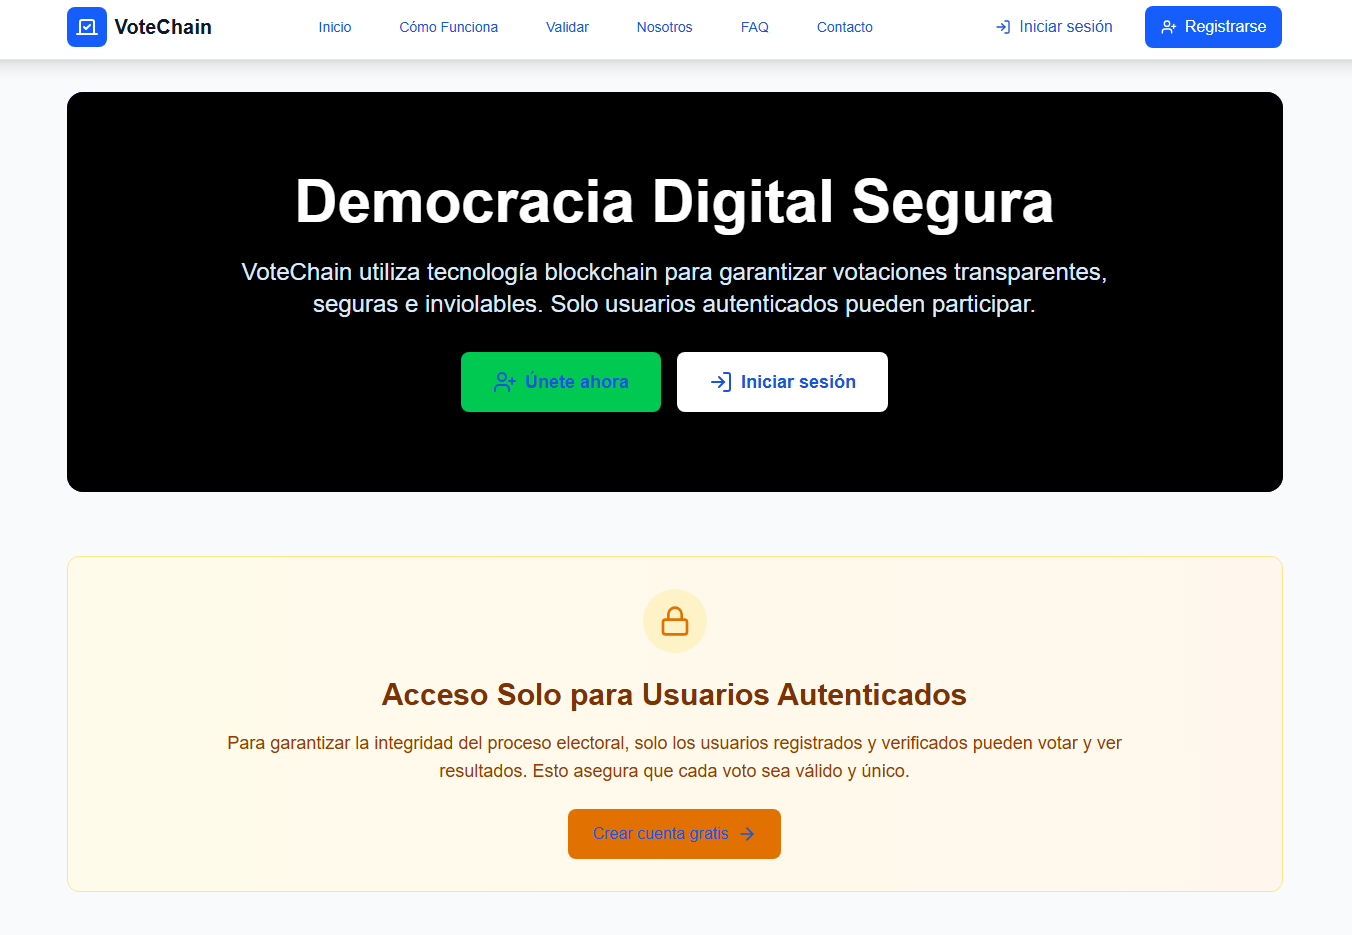 VoteChain
Inicio
Cómo Funciona
Validar
Nosotros
FAQ
Contacto
Iniciar sesión
Registrarse
Democracia Digital Segura
VoteChain utiliza tecnología blockchain para garantizar votaciones transparentes,
seguras e inviolables. Solo usuarios autenticados pueden participar.
Únete ahora
Iniciar sesión
Acceso Solo para Usuarios Autenticados
Para garantizar la integridad del proceso electoral, solo los usuarios registrados y verificados pueden votar y ver
resultados. Esto asegura que cada voto sea válido y único.
Crear cuenta gratis